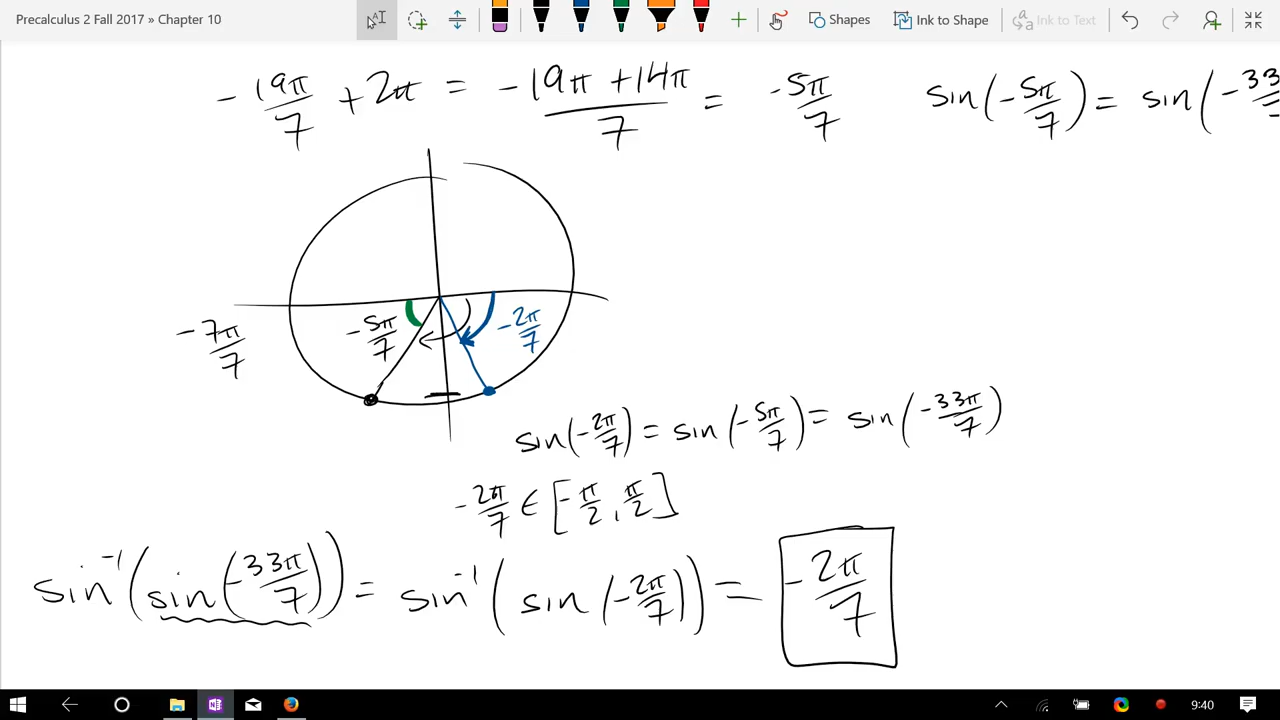 Precalculus 2 Fall 2017 » Chapter 10
Shapes
Ink to Shape
Ink to Text
-19π/7 + 2π = (-19π + 14π)/7 = -5π/7
sin(-5π/7) = sin(-33
-7π/7
-5π/7
-2π/7
sin(-2π/7) = sin(-5π/7) = sin(-33π/7)
-2π/7 ∈ [-π/2, π/2]
sin⁻¹(sin(-33π/7)) = sin⁻¹(sin(-2π/7)) = -2π/7
9:40